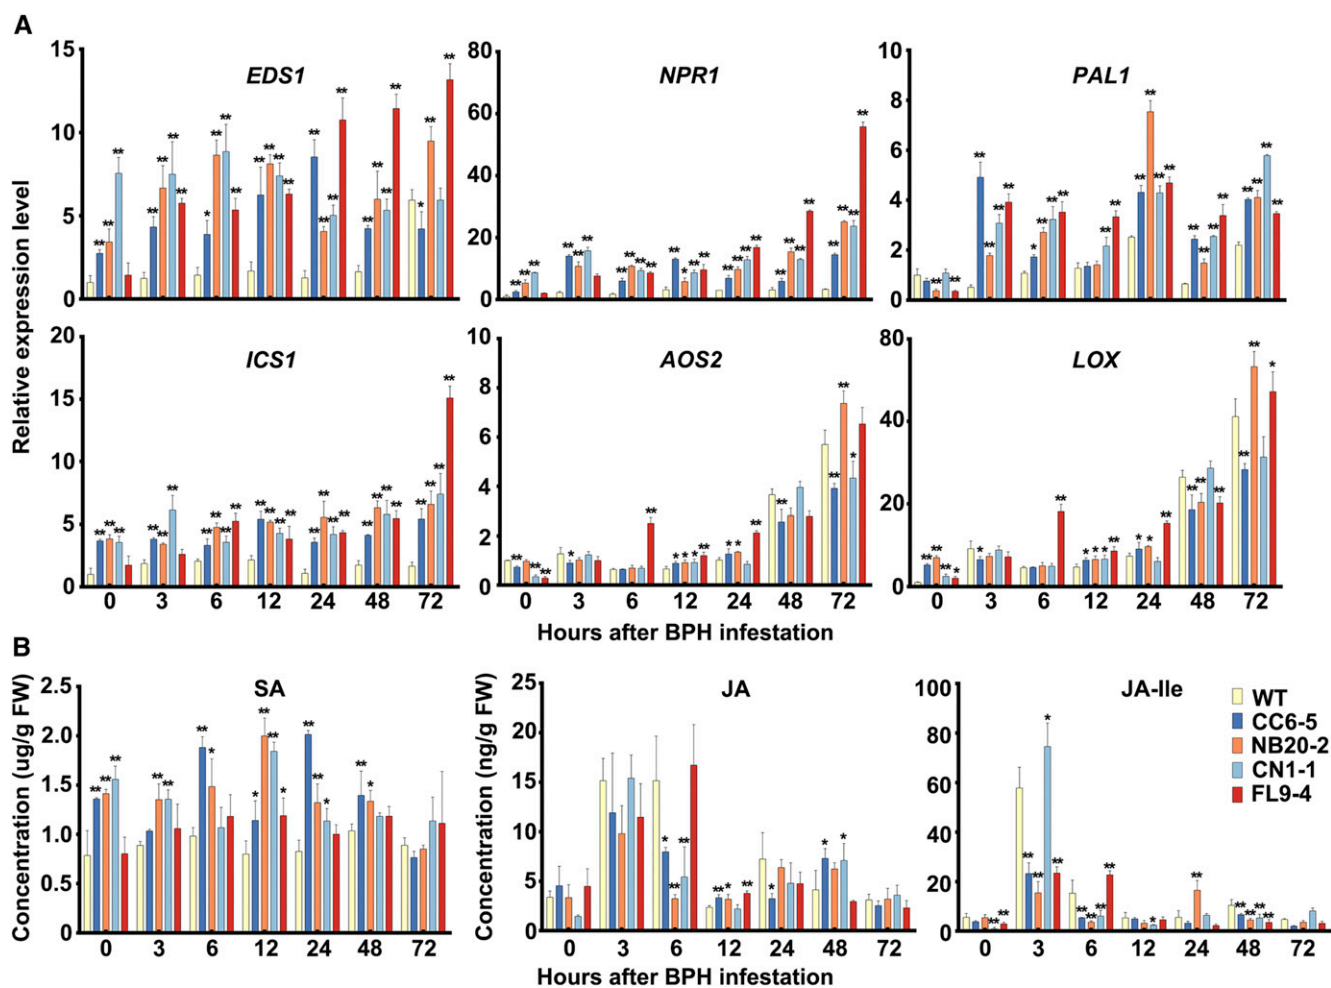 A
Relative expression level
EDS1
15
10
5
0
** ** ** ** ** ** ** * ** ** ** ** ** ** ** ** ** ** ** ** ** ** ** * ** **
NPR1
80
60
40
20
0
PAL1
10
8
6
4
2
0
ICS1
20
15
10
5
0
0 3 6 12 24 48 72
AOS2
10
8
6
4
2
0
0 3 6 12 24 48 72
LOX
80
60
40
20
0
0 3 6 12 24 48 72
Hours after BPH infestation
B
Concentration (ug/g FW)
SA
2.5
2.0
1.5
1.0
0.5
0
0 3 6 12 24 48 72
Concentration (ng/g FW)
JA
25
20
15
10
5
0
0 3 6 12 24 48 72
JA-Ile
100
80
60
40
20
0
0 3 6 12 24 48 72
WT
CC6-5
NB20-2
CN1-1
FL9-4
Hours after BPH infestation